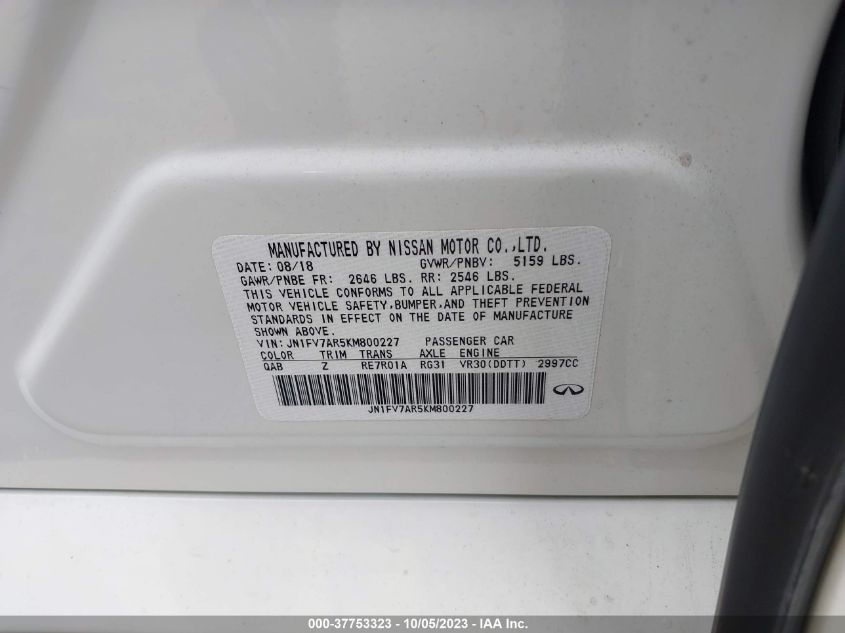 MANUFACTURED BY NISSAN MOTOR CO.,LTD.
DATE: 08/18 GVWR/PNBV: 5159 LBS.
GAWR/PNBE FR: 2646 LBS. RR: 2546 LBS.
THIS VEHICLE CONFORMS TO ALL APPLICABLE FEDERAL
MOTOR VEHICLE SAFETY,BUMPER,AND THEFT PREVENTION
STANDARDS IN EFFECT ON THE DATE OF MANUFACTURE
SHOWN ABOVE.
VIN: JN1FV7AR5KM800227 PASSENGER CAR
COLOR TRIM TRANS AXLE ENGINE
QAB Z RE7R01A RG31 VR30(DDTT) 2997CC
JN1FV7AR5KM800227
000-37753323 - 10/05/2023 - IAA Inc.